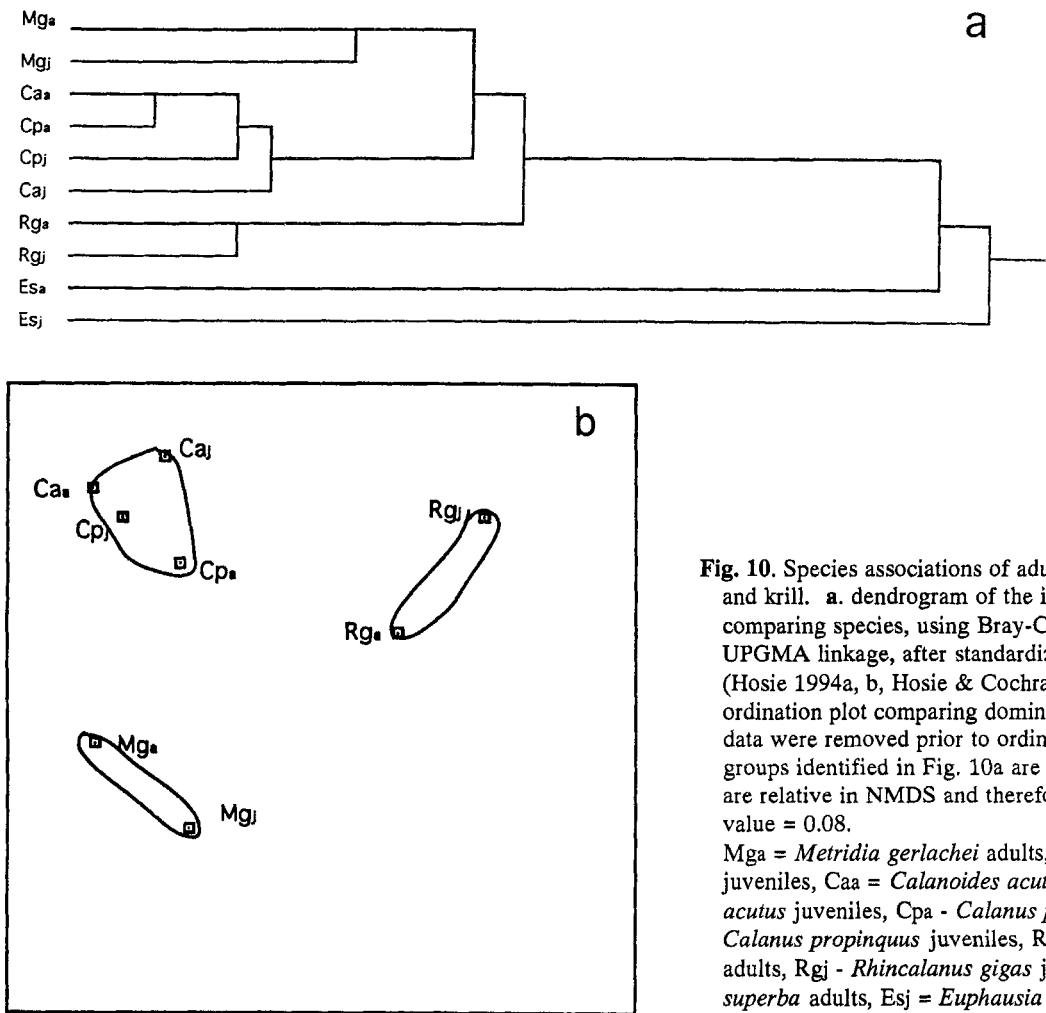 a
Mga
Mgj
Caa
Cpa
Cpj
Caj
Rga
Rgj
Esa
Esj
b
Caj
Caa
Cpj
Cpa
Rgj
Rga
Mga
Mgj
Fig. 10. Species associations of adu
and krill. a. dendrogram of the i
comparing species, using Bray-C
UPGMA linkage, after standardi
(Hosie 1994a, b, Hosie & Cochra
ordination plot comparing domin
data were removed prior to ordin
groups identified in Fig. 10a are
are relative in NMDS and therefo
value = 0.08.
Mga = Metridia gerlachei adults,
juveniles, Caa = Calanoides acut
acutus juveniles, Cpa - Calanus p
Calanus propinquus juveniles, R
adults, Rgj - Rhincalanus gigas j
superba adults, Esj = Euphausia